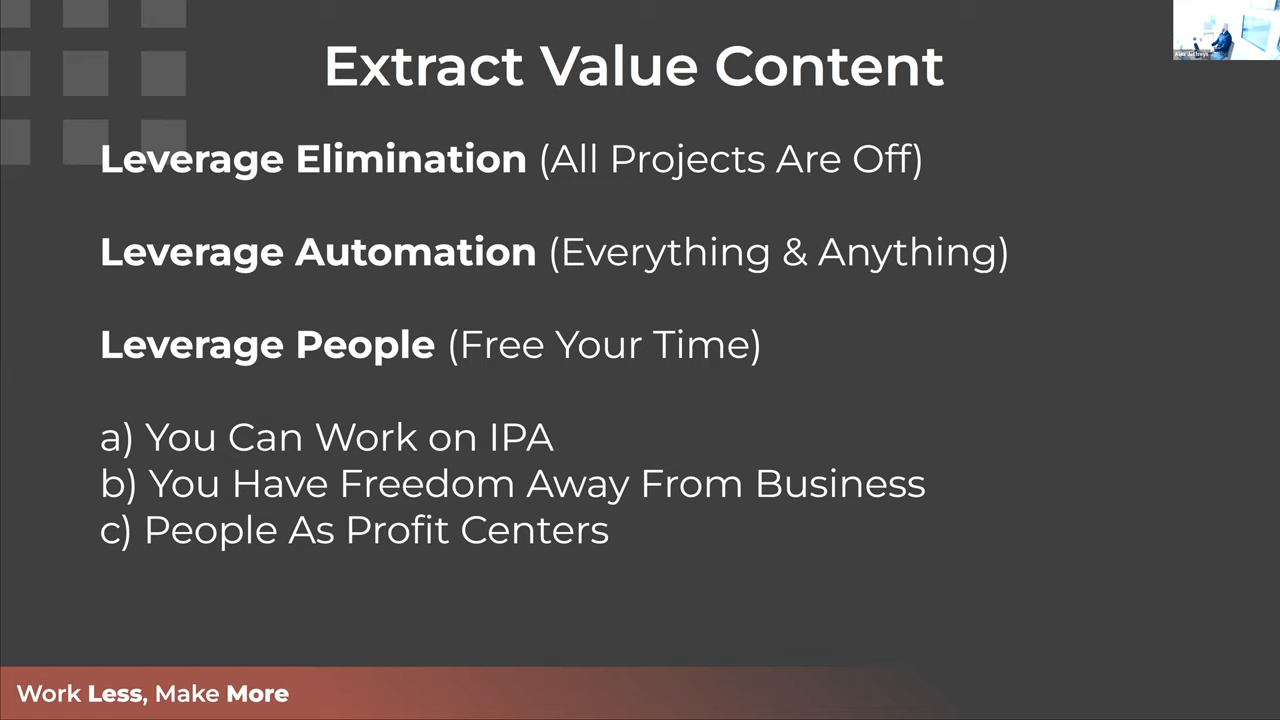 Extract Value Content
Leverage Elimination (All Projects Are Off)
Leverage Automation (Everything & Anything)
Leverage People (Free Your Time)
a) You Can Work on IPA
b) You Have Freedom Away From Business
c) People As Profit Centers
Work Less, Make More